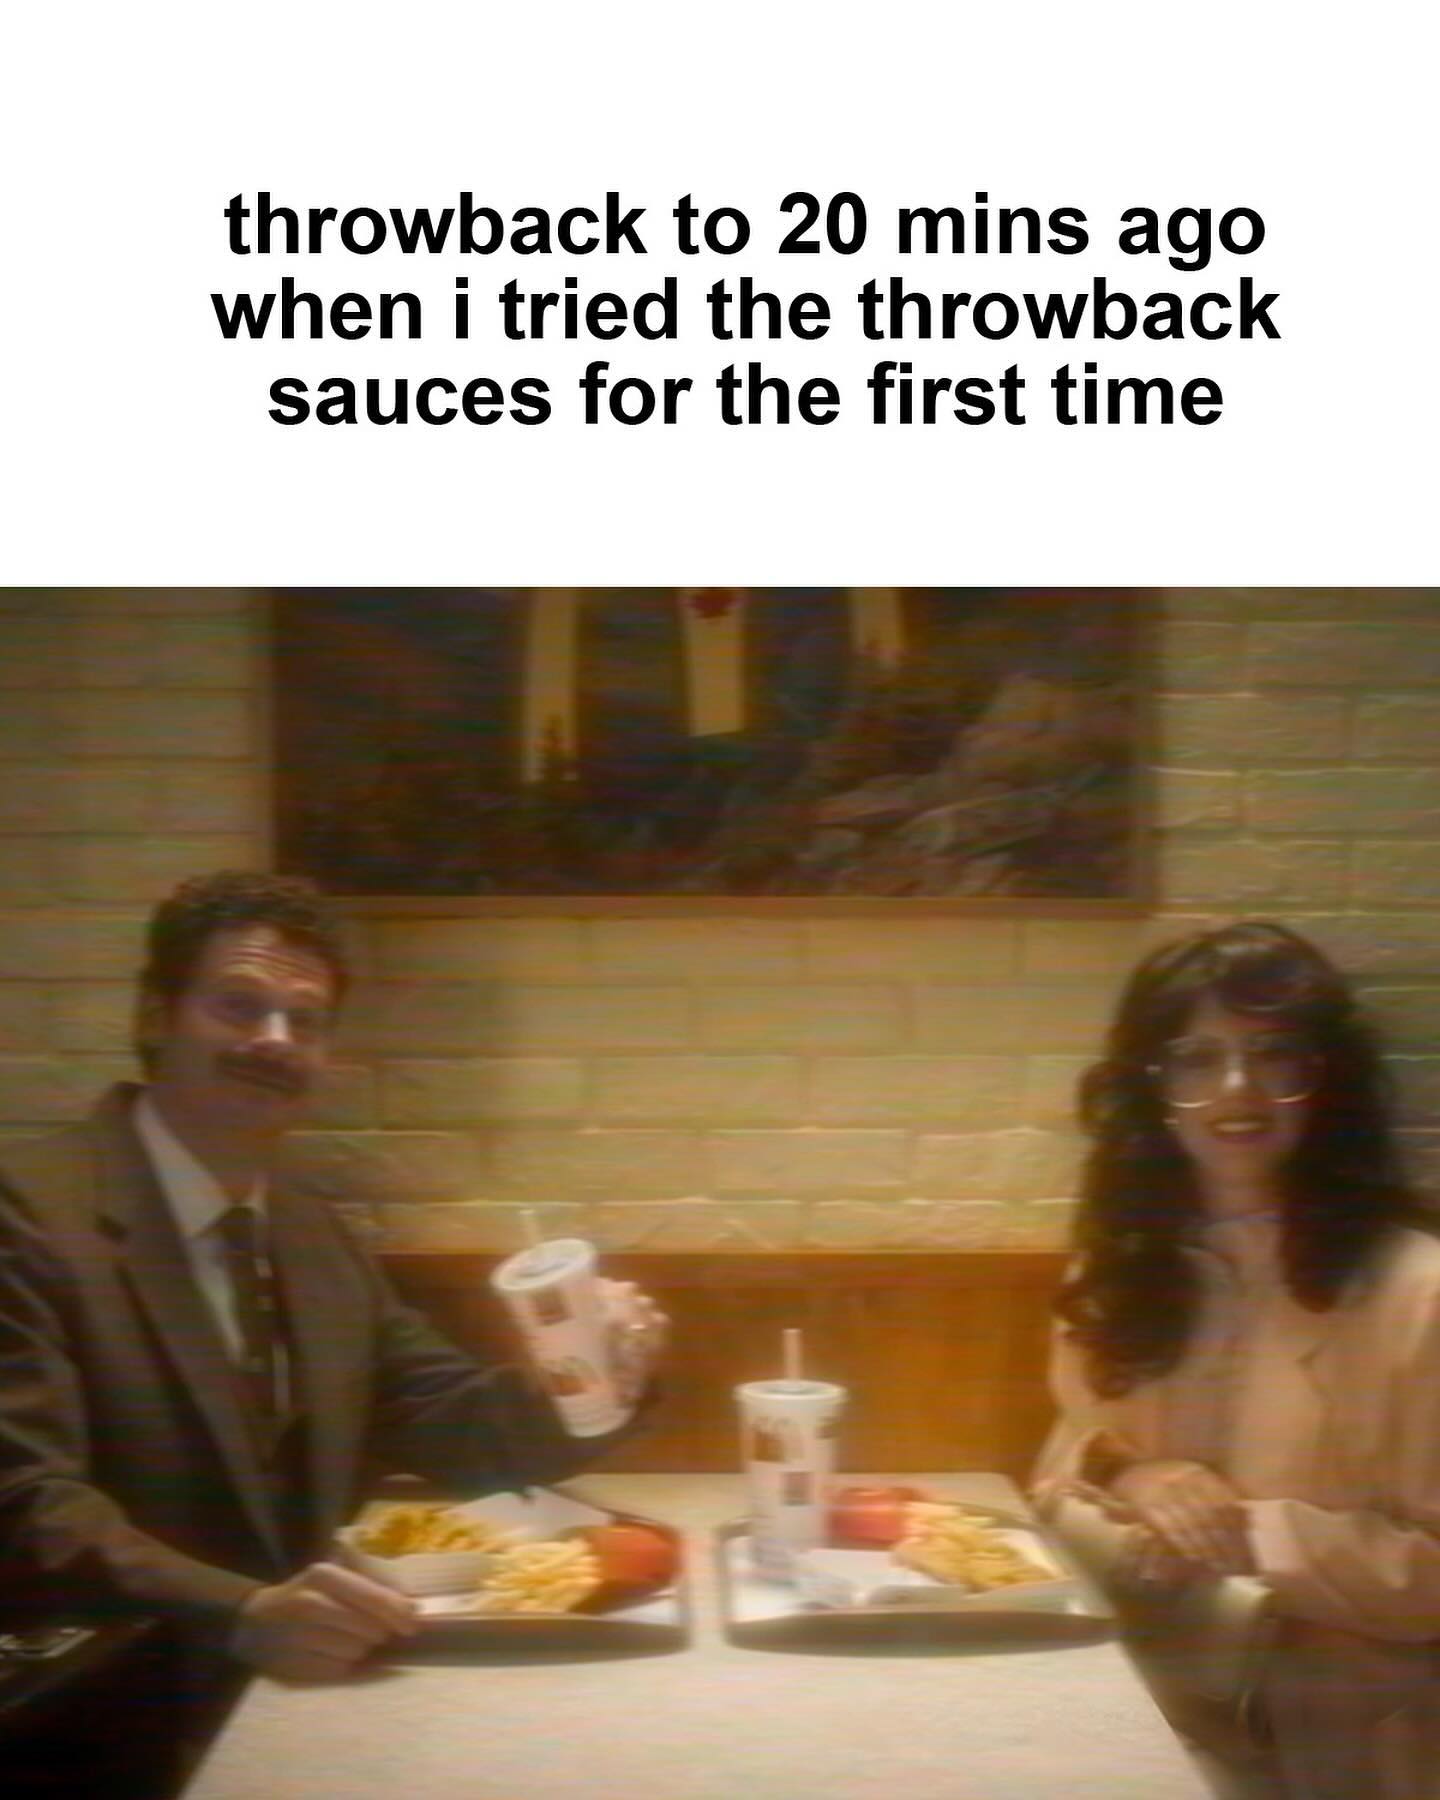 throwback to 20 mins ago
when i tried the throwback
sauces for the first time